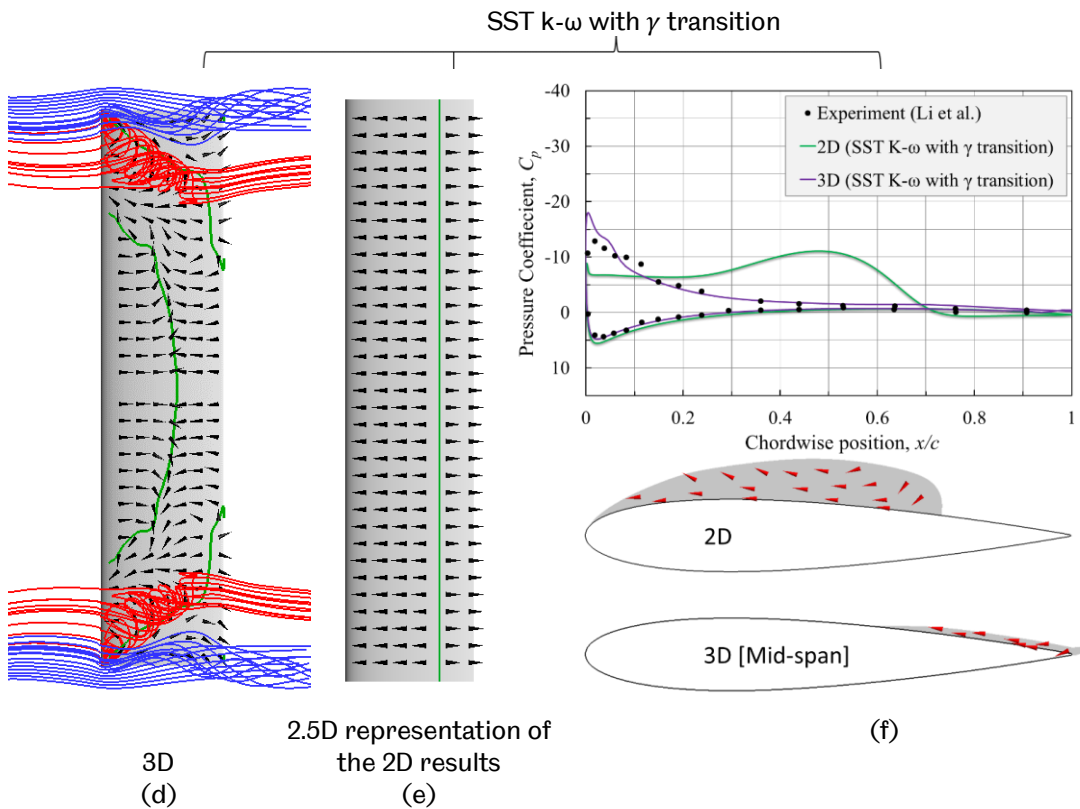 SST k-ω with γ transition
-40
-30
-20
-10
0
10
Pressure Coeffiecient, Cp
Experiment (Li et al.)
2D (SST K-ω with γ transition)
3D (SST K-ω with γ transition)
0 0.2 0.4 0.6 0.8 1
Chordwise position, x/c
2D
3D [Mid-span]
3D
(d)
2.5D representation of
the 2D results
(e)
(f)